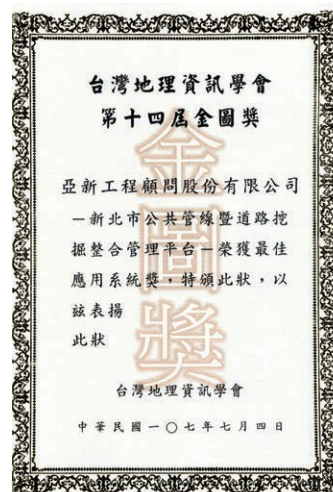 台灣地理資訊學會
第十四屆金圖獎
亞新工程顧問股份有限公司
－新北市公共管線暨道路挖
掘整合管理平台－榮獲最佳
應用系統獎，特頒此狀，以
茲表揚
此狀
金圖獎
台灣地理資訊學會
中華民國一〇七年七月四日